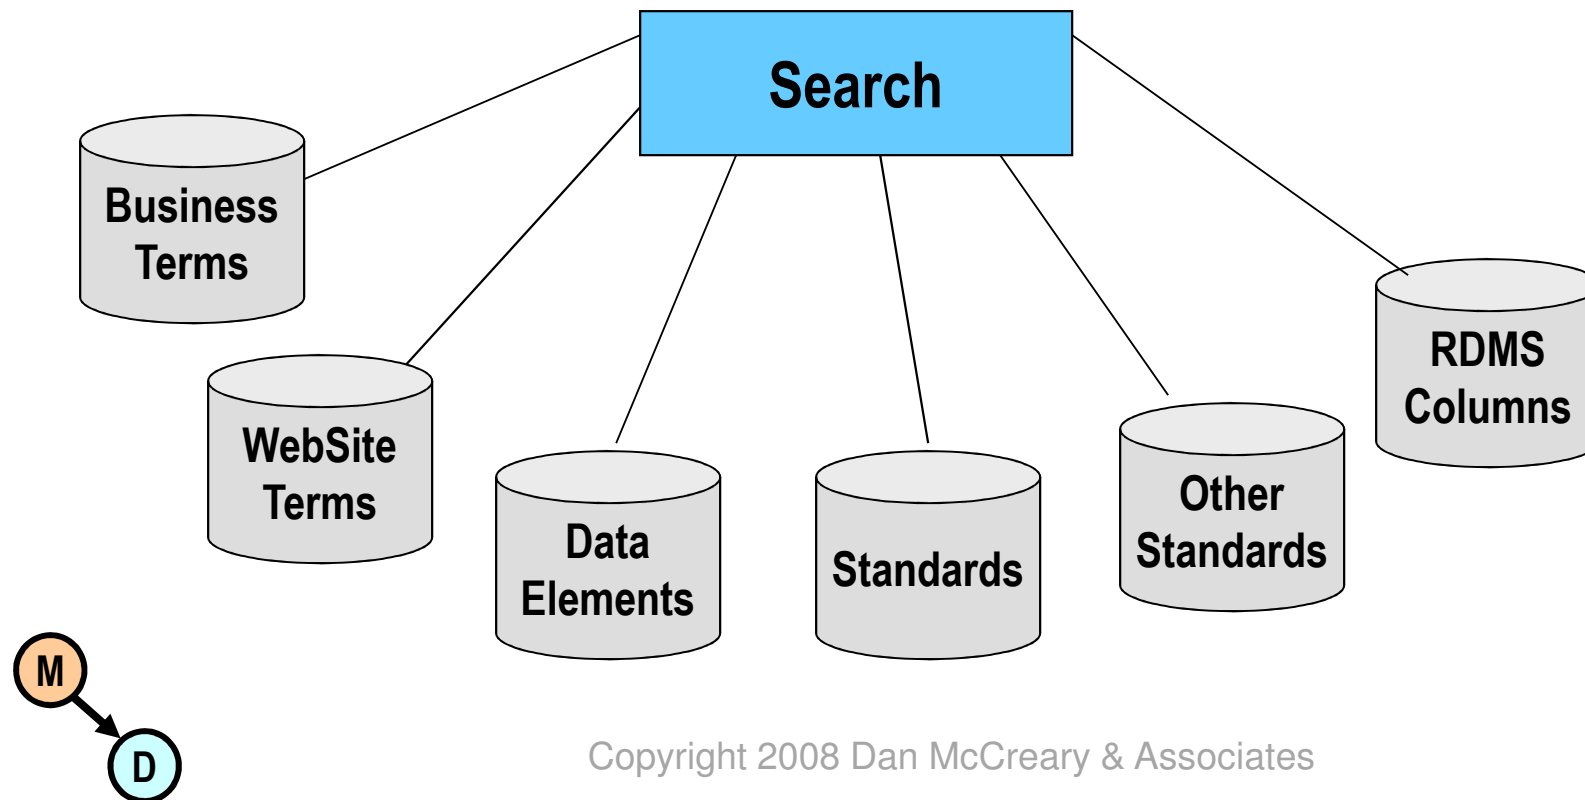 Search
Business
Terms
WebSite
Terms
Data
Elements
Standards
Other
Standards
RDMS
Columns
M
D
Copyright 2008 Dan McCreary & Associates